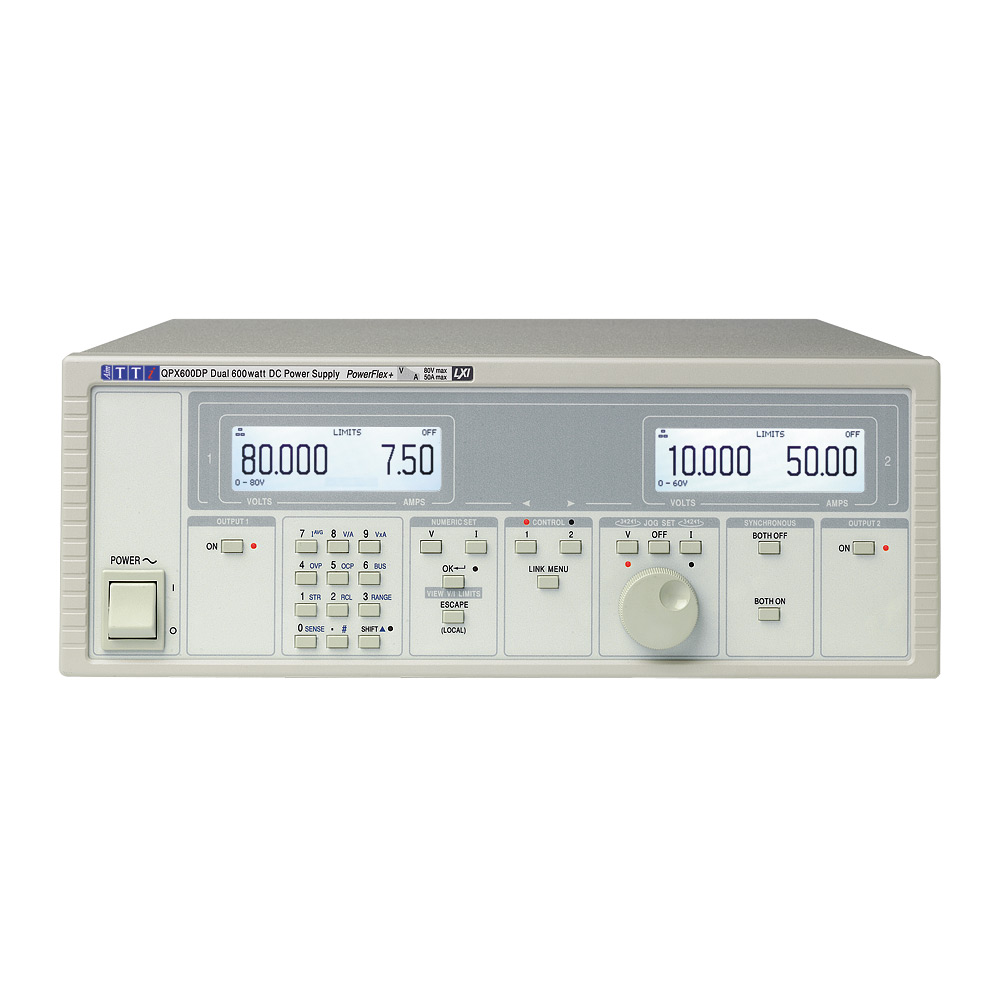 Aim TTi QPX600DP Dual 600watt DC Power Supply PowerFlex+ V A 80V max 50A max LXI
LIMITS OFF
80.000 7.50
0 - 80V
1
VOLTS AMPS
LIMITS OFF
10.000 50.00
0 - 60V
2
VOLTS AMPS
POWER
I
O
OUTPUT 1
ON
7 I AVG 8 V/A 9 VxA
4 OVP 5 OCP 6 BUS
1 STR 2 RCL 3 RANGE
0 SENSE . # SHIFT
NUMERIC SET
V I
OK
VIEW V/I LIMITS
ESCAPE
(LOCAL)
CONTROL
1 2
LINK MENU
JOG SET
V OFF I
SYNCHRONOUS
BOTH OFF
BOTH ON
OUTPUT 2
ON